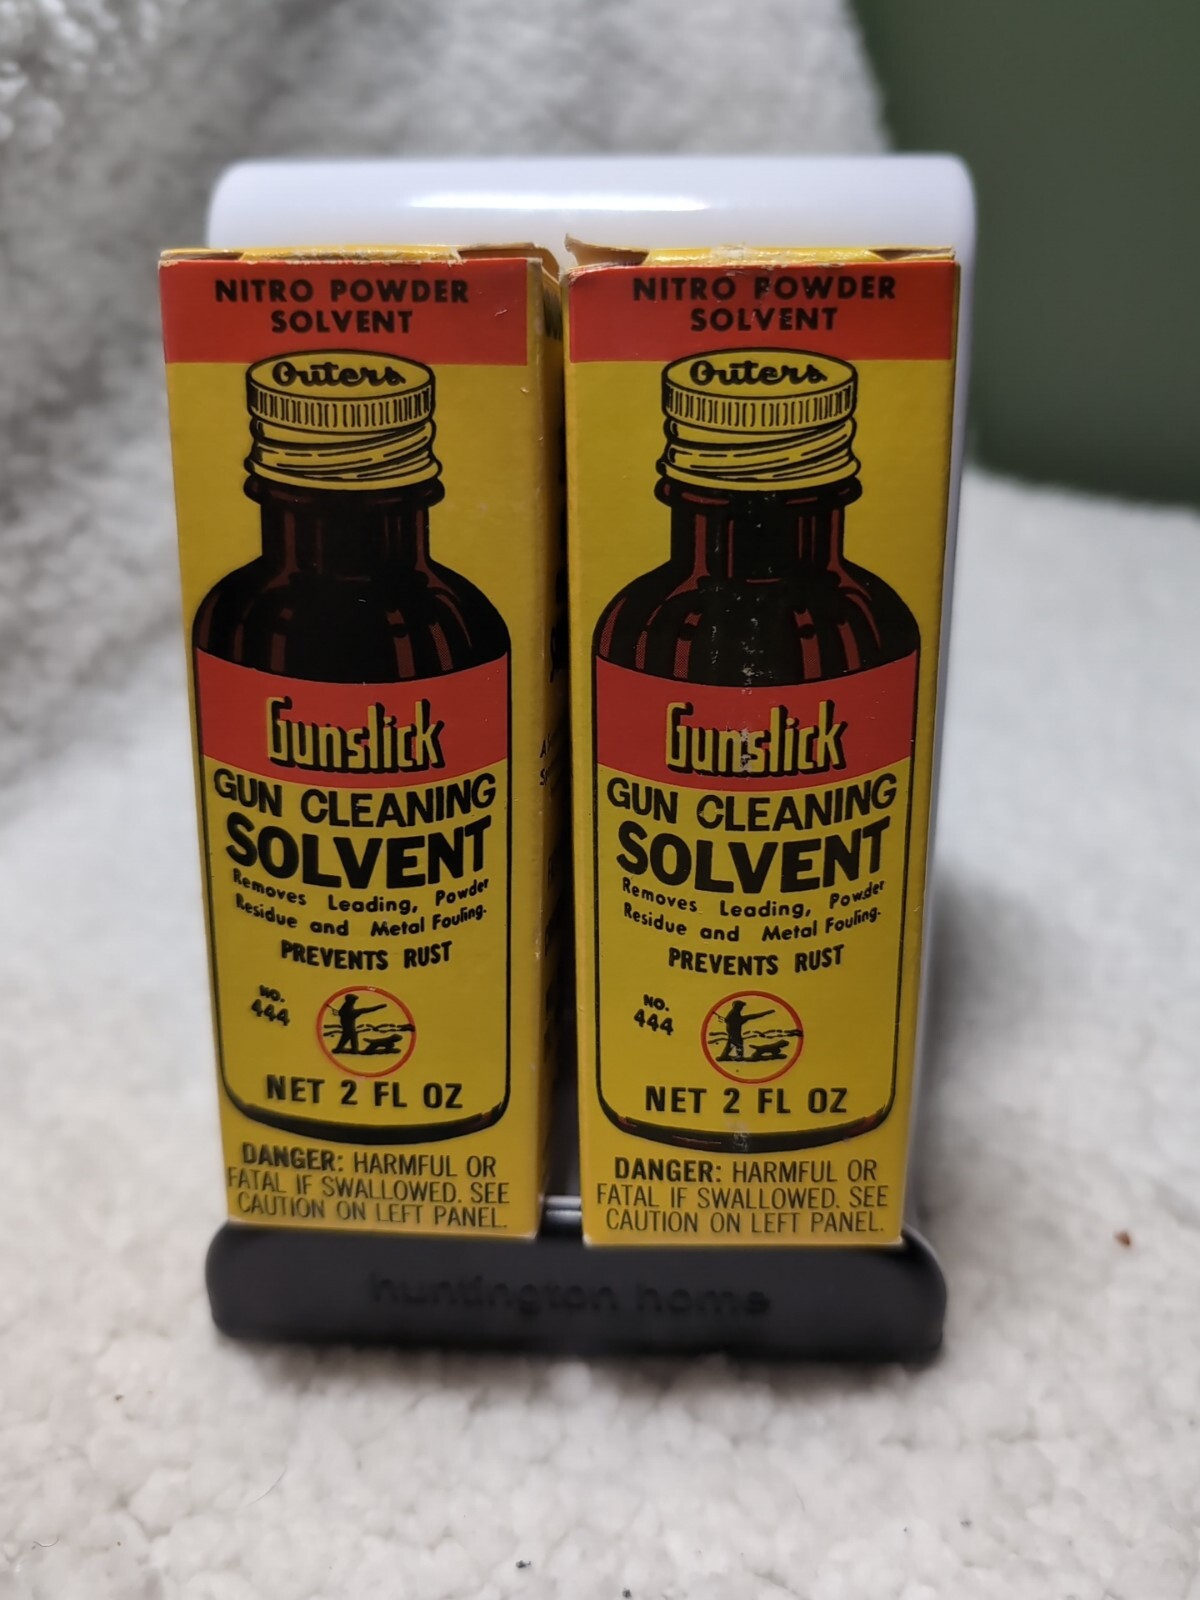 NITRO POWDER
SOLVENT
Outers
Gunslick
GUN CLEANING
SOLVENT
Removes Leading, Powder
Residue and Metal Fouling.
PREVENTS RUST
NO.
444
NET 2 FL OZ
DANGER: HARMFUL OR
FATAL IF SWALLOWED. SEE
CAUTION ON LEFT PANEL.
NITRO POWDER
SOLVENT
Outers
Gunslick
GUN CLEANING
SOLVENT
Removes Leading, Powder
Residue and Metal Fouling.
PREVENTS RUST
NO.
444
NET 2 FL OZ
DANGER: HARMFUL OR
FATAL IF SWALLOWED. SEE
CAUTION ON LEFT PANEL.
huntington home